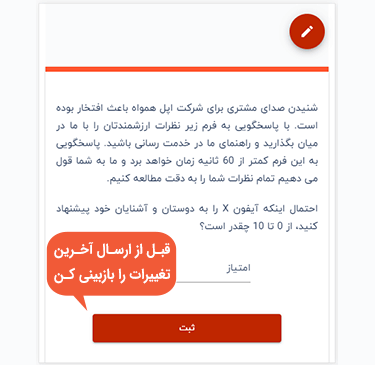 شنیدن صدای مشتری برای شرکت اپل همواه باعث افتخار بوده
است. با پاسخگویی به فرم زیر نظرات ارزشمندتان را با ما در
میان بگذارید و راهنمای ما در خدمت رسانی باشید. پاسخگویی
به این فرم کمتر از 60 ثانیه زمان خواهد برد و ما به شما قول
می دهیم تمام نظرات شما را به دقت مطالعه کنیم.
احتمال اینکه آیفون X را به دوستان و آشنایان خود پیشنهاد
کنید، از 0 تا 10 چقدر است؟
قبل از ارسال آخرین
تغییرات را بازبینی کن
امتیاز
ثبت